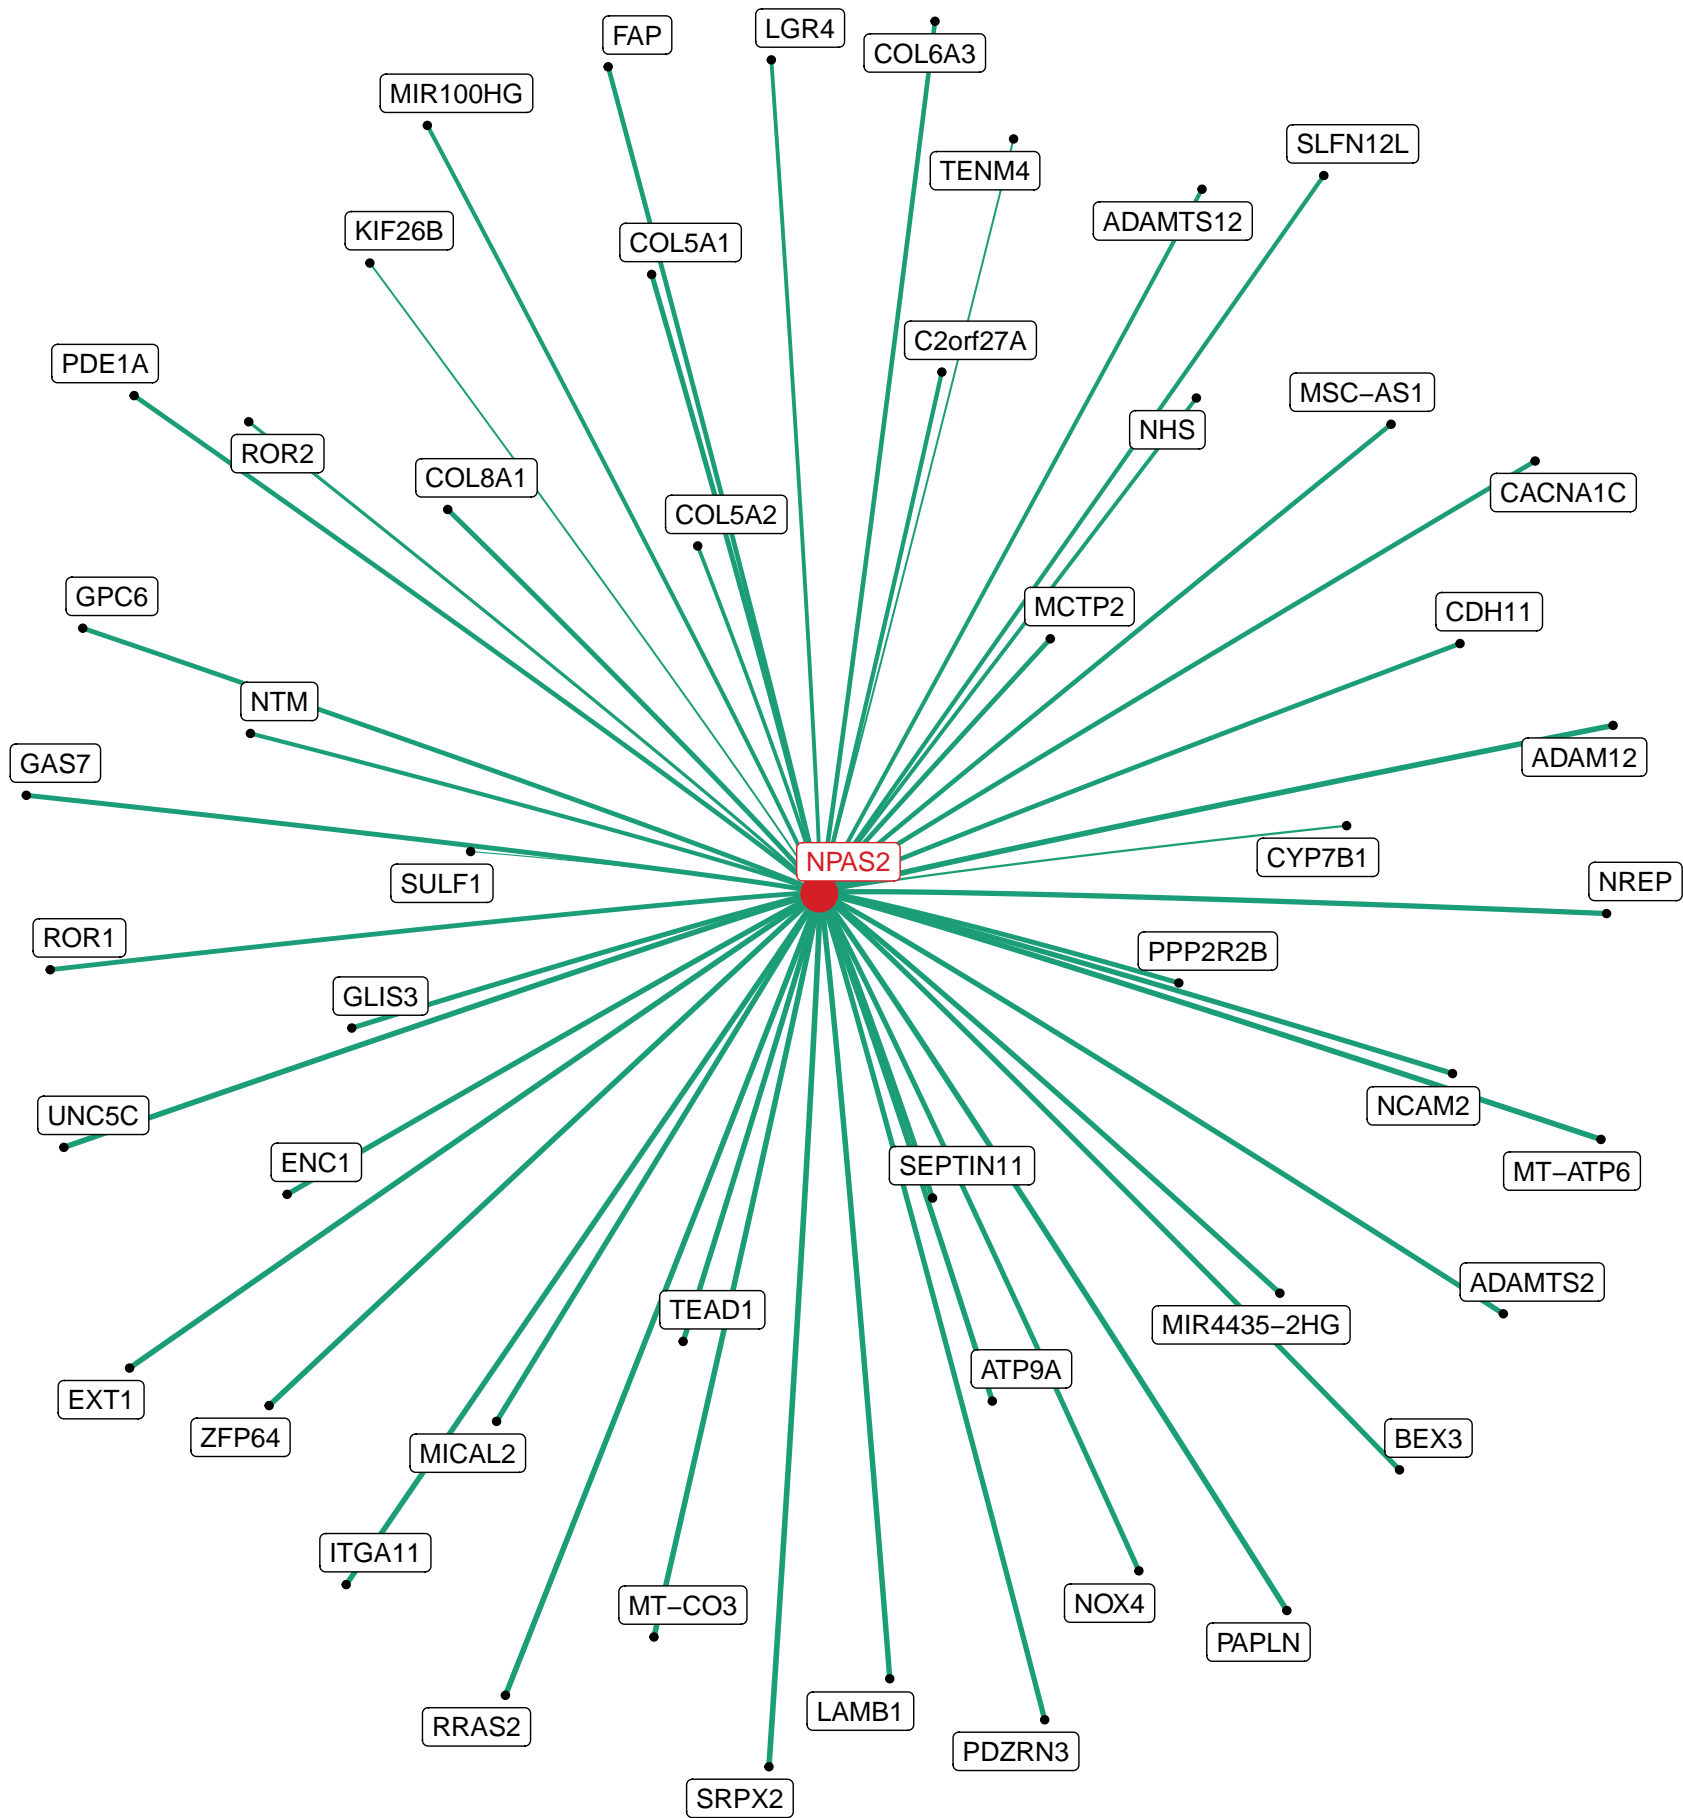 LGR4
FAP
COL6A3
MIR100HG
SLFN12L
TENM4
ADAMTS12
KIF26B
COL5A1
C2orf27A
PDE1A
MSC−AS1
NHS
ROR2
COL8A1
CACNA1C
COL5A2
GPC6
MCTP2
CDH11
NTM
ADAM12
GAS7
CYP7B1
NPAS2
SULF1
NREP
ROR1
PPP2R2B
GLIS3
NCAM2
UNC5C
ENC1
SEPTIN11
MT−ATP6
ADAMTS2
TEAD1
MIR4435−2HG
ATP9A
EXT1
ZFP64
BEX3
MICAL2
ITGA11
NOX4
MT−CO3
PAPLN
LAMB1
RRAS2
PDZRN3
SRPX2